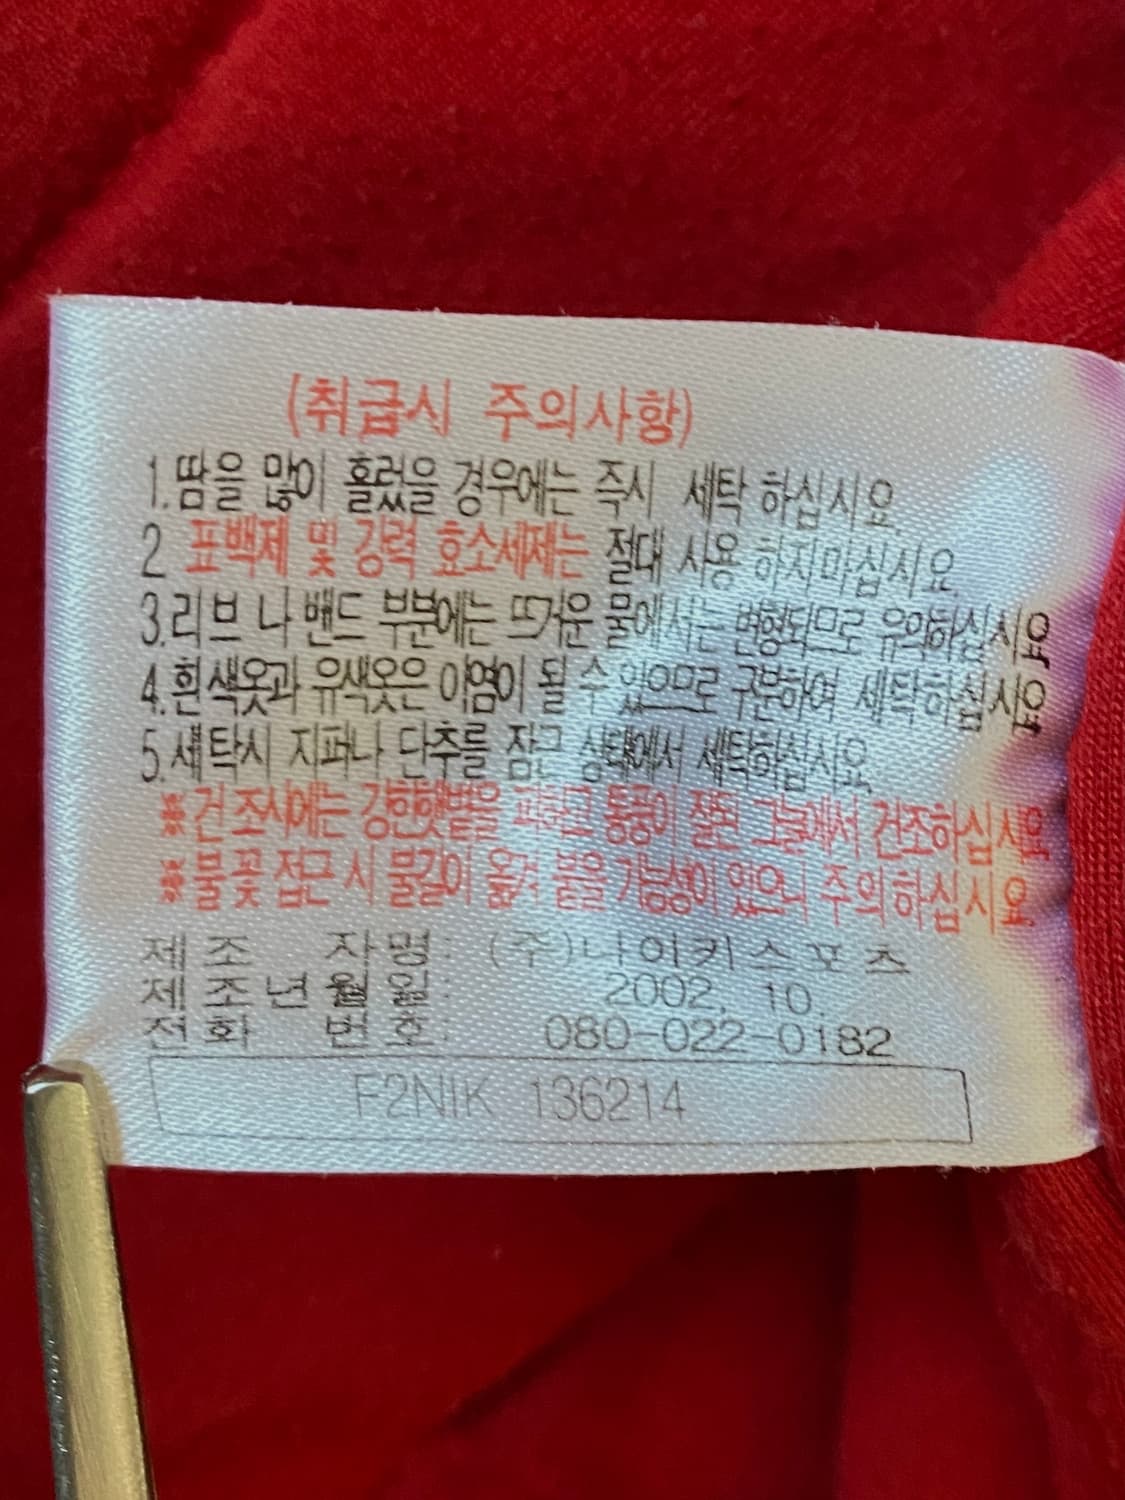 (취급시 주의사항)
1.땀을 많이 흘렸을 경우에는 즉시 세탁 하십시요.
2 표백제 및 강력 효소세제는 절대 사용 하지마십시요.
3.리브 나 밴드 부분에는 뜨거운 물에서는 변형되므로 유의하십시요
4.흰색옷과 유색옷은 이염이 될 수 있으므로 구분하여 세탁하십시요
5.세탁시 지퍼나 단추를 잠근 상태에서 세탁하십시요.
※건조시에는 강한햇볕을 피하고 통풍이 잘된 그늘에서 건조하십시요
※불꽃 접근 시 불길이 옮겨 붙을 가능성이 있으니 주의하십시요.
제 조 자 명: (주)나이키스포츠
제조년월일: 2002. 10.
전화 번호: 080-022-0182
F2NIK 136214